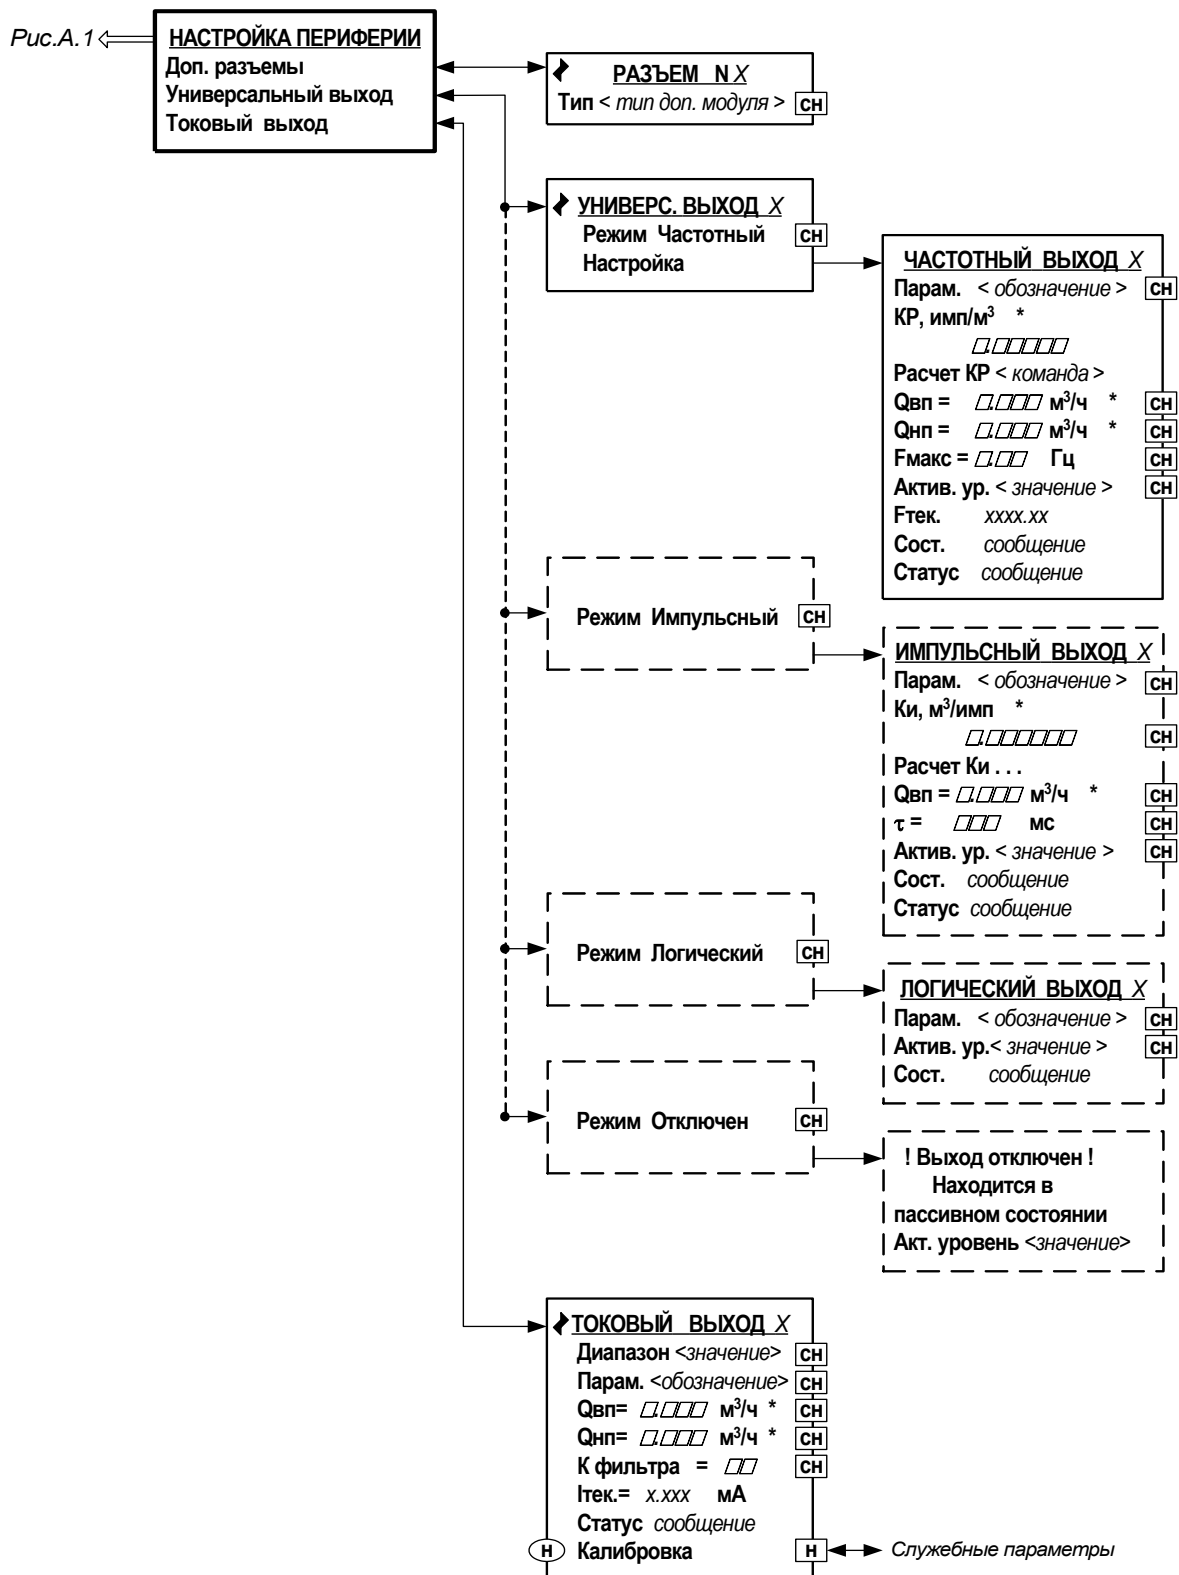 Рис.А.1
НАСТРОЙКА ПЕРИФЕРИИ
Доп. разъемы
Универсальный выход
Токовый выход
РАЗЪЕМ N X
Тип < тип доп. модуля > СН
УНИВЕРС. ВЫХОД X
Режим Частотный СН
Настройка
ЧАСТОТНЫЙ ВЫХОД X
Парам. < обозначение > СН
КР, имп/м³ *
.
Расчет КР < команда >
Qвп = . м³/ч * СН
Qнп = . м³/ч * СН
Fмакс = . Гц СН
Актив. ур. < значение > СН
Fтек. xxxx.xx
Сост. сообщение
Статус сообщение
Режим Импульсный СН
ИМПУЛЬСНЫЙ ВЫХОД X
Парам. < обозначение > СН
Ки, м³/имп *
. СН
Расчет Ки . . .
Qвп = . м³/ч * СН
τ = мс СН
Актив. ур. < значение > СН
Сост. сообщение
Статус сообщение
Режим Логический СН
ЛОГИЧЕСКИЙ ВЫХОД X
Парам. < обозначение > СН
Актив. ур.< значение > СН
Сост. сообщение
Режим Отключен СН
! Выход отключен !
Находится в
пассивном состоянии
Акт. уровень <значение>
ТОКОВЫЙ ВЫХОД X
Диапазон <значение> СН
Парам. <обозначение> СН
Qвп= . м³/ч * СН
Qнп= . м³/ч * СН
К фильтра = СН
Iтек.= x.xxx мА
Статус сообщение
Н Калибровка Н Служебные параметры